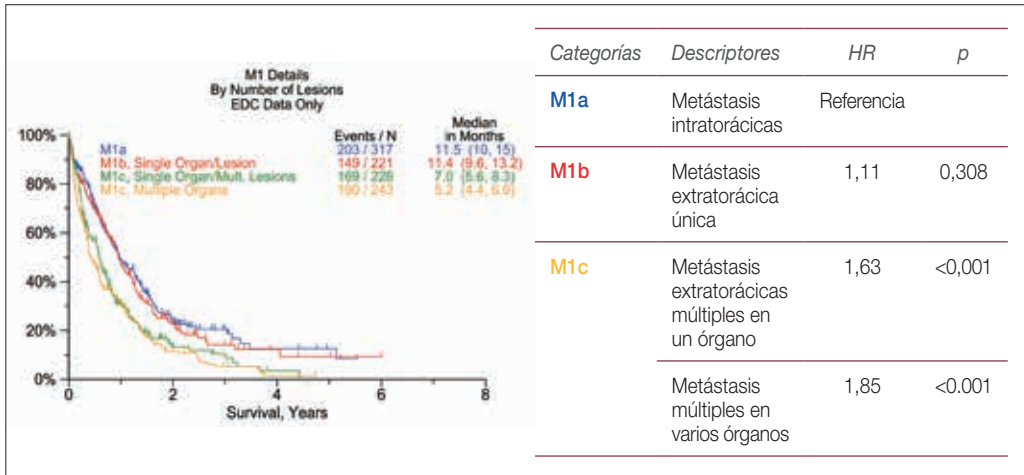 M1 Details
By Number of Lesions
EDC Data Only
Events / N
Median
in Months
M1a 203 / 317 11.5 (10, 15)
M1b, Single Organ/Lesion 149 / 221 11.4 (9.6, 13.2)
M1c, Single Organ/Mult. Lesions 169 / 228 7.0 (5.6, 8.3)
M1c, Multiple Organs 190 / 243 5.2
100%
80%
60%
40%
20%
0%
0 2 4 6 8
Survival, Years
Categorías Descriptores HR p
M1a Metástasis Referencia
intratorácicas
M1b Metástasis 1,11 0,308
extratorácica
única
M1c Metástasis 1,63 <0,001
extratorácicas
múltiples en
un órgano
Metástasis 1,85 <0.001
múltiples en
varios órganos